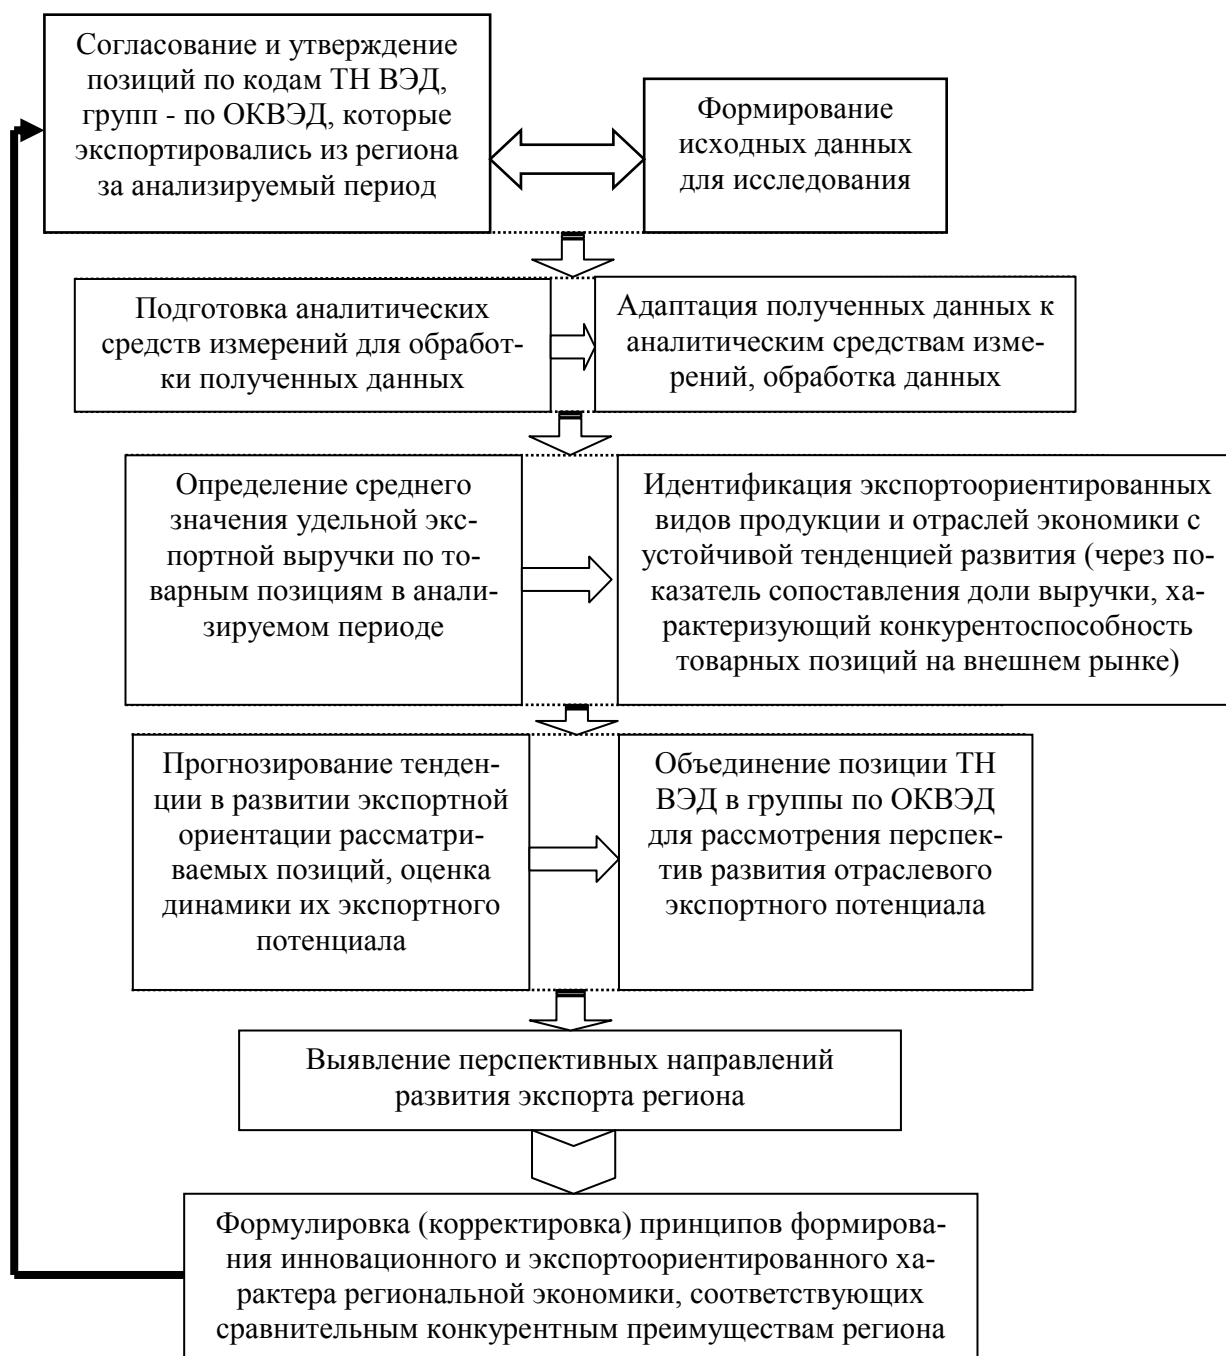 Согласование и утверждение
позиций по кодам ТН ВЭД,
групп - по ОКВЭД, которые
экспортировались из региона
за анализируемый период
Формирование
исходных данных
для исследования
Подготовка аналитических
средств измерений для обработ-
ки полученных данных
Адаптация полученных данных к
аналитическим средствам изме-
рений, обработка данных
Определение среднего
значения удельной экс-
портной выручки по то-
варным позициям в анали-
зируемом периоде
Идентификация экспортоориентированных
видов продукции и отраслей экономики с
устойчивой тенденцией развития (через по-
казатель сопоставления доли выручки, ха-
рактеризующий конкурентоспособность
товарных позиций на внешнем рынке)
Прогнозирование тенден-
ции в развитии экспортной
ориентации рассматри-
ваемых позиций, оценка
динамики их экспортного
потенциала
Объединение позиции ТН
ВЭД в группы по ОКВЭД
для рассмотрения перспек-
тив развития отраслевого
экспортного потенциала
Выявление перспективных направлений
развития экспорта региона
Формулировка (корректировка) принципов формирова-
ния инновационного и экспортоориентированного ха-
рактера региональной экономики, соответствующих
сравнительным конкурентным преимуществам региона